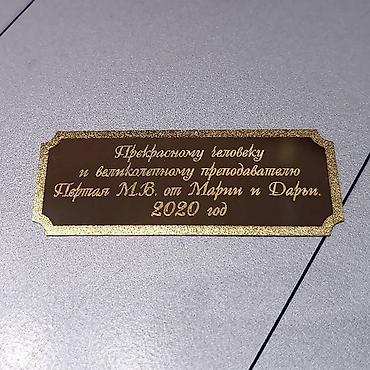 Прекрасному человеку
и великолепному преподавателю
Пертая М.В. от Марии и Дарьи.
2020 год